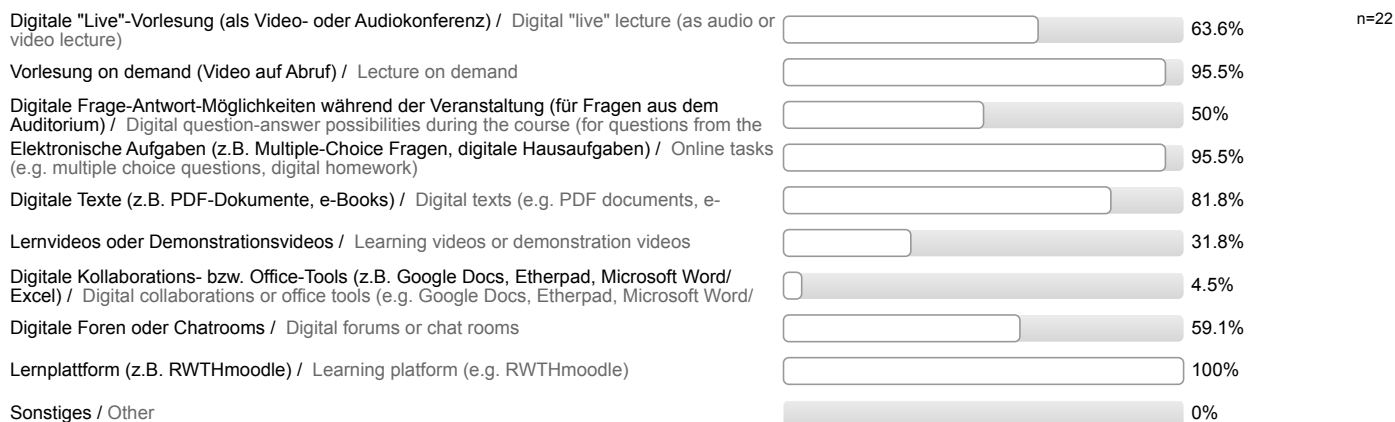 Digitale "Live"-Vorlesung (als Video- oder Audiokonferenz) / Digital "live" lecture (as audio or
video lecture)
63.6%
n=22
Vorlesung on demand (Video auf Abruf) / Lecture on demand
95.5%
Digitale Frage-Antwort-Möglichkeiten während der Veranstaltung (für Fragen aus dem
Auditorium) / Digital question-answer possibilities during the course (for questions from the
50%
Elektronische Aufgaben (z.B. Multiple-Choice Fragen, digitale Hausaufgaben) / Online tasks
(e.g. multiple choice questions, digital homework)
95.5%
Digitale Texte (z.B. PDF-Dokumente, e-Books) / Digital texts (e.g. PDF documents, e-
81.8%
Lernvideos oder Demonstrationsvideos / Learning videos or demonstration videos
31.8%
Digitale Kollaborations- bzw. Office-Tools (z.B. Google Docs, Etherpad, Microsoft Word/
Excel) / Digital collaborations or office tools (e.g. Google Docs, Etherpad, Microsoft Word/
4.5%
Digitale Foren oder Chatrooms / Digital forums or chat rooms
59.1%
Lernplattform (z.B. RWTHmoodle) / Learning platform (e.g. RWTHmoodle)
100%
Sonstiges / Other
0%